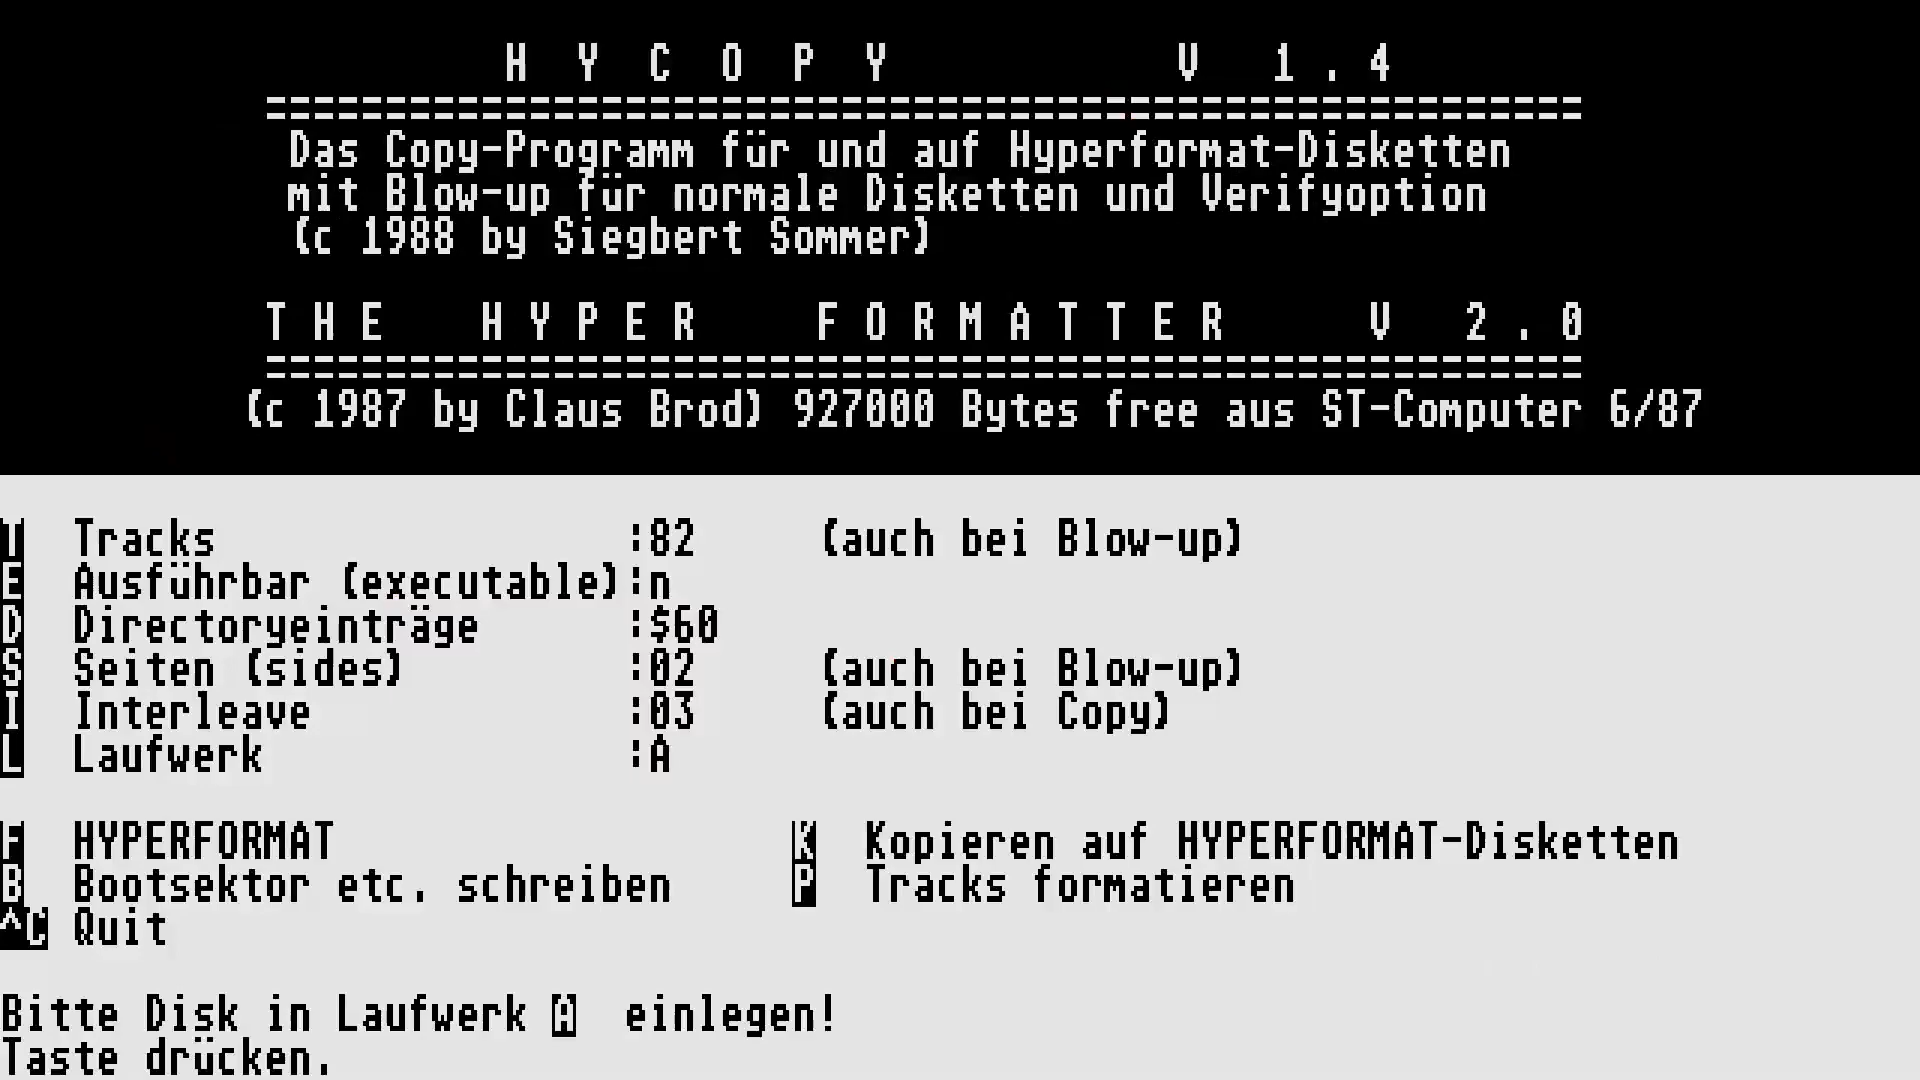 H Y C O P Y V 1 . 4
=======================================================
Das Copy-Programm für und auf Hyperformat-Disketten
mit Blow-up für normale Disketten und Verifyoption
(c 1988 by Siegbert Sommer)
T H E H Y P E R F O R M A T T E R V 2 . 0
=======================================================
(c 1987 by Claus Brod) 927000 Bytes free aus ST-Computer 6/87
T Tracks :82 (auch bei Blow-up)
E Ausführbar (executable):n
D Directoryeinträge :$60
S Seiten (sides) :02 (auch bei Blow-up)
I Interleave :03 (auch bei Copy)
L Laufwerk :A
F HYPERFORMAT K Kopieren auf HYPERFORMAT-Disketten
B Bootsektor etc. schreiben P Tracks formatieren
^C Quit
Bitte Disk in Laufwerk A einlegen!
Taste drücken.